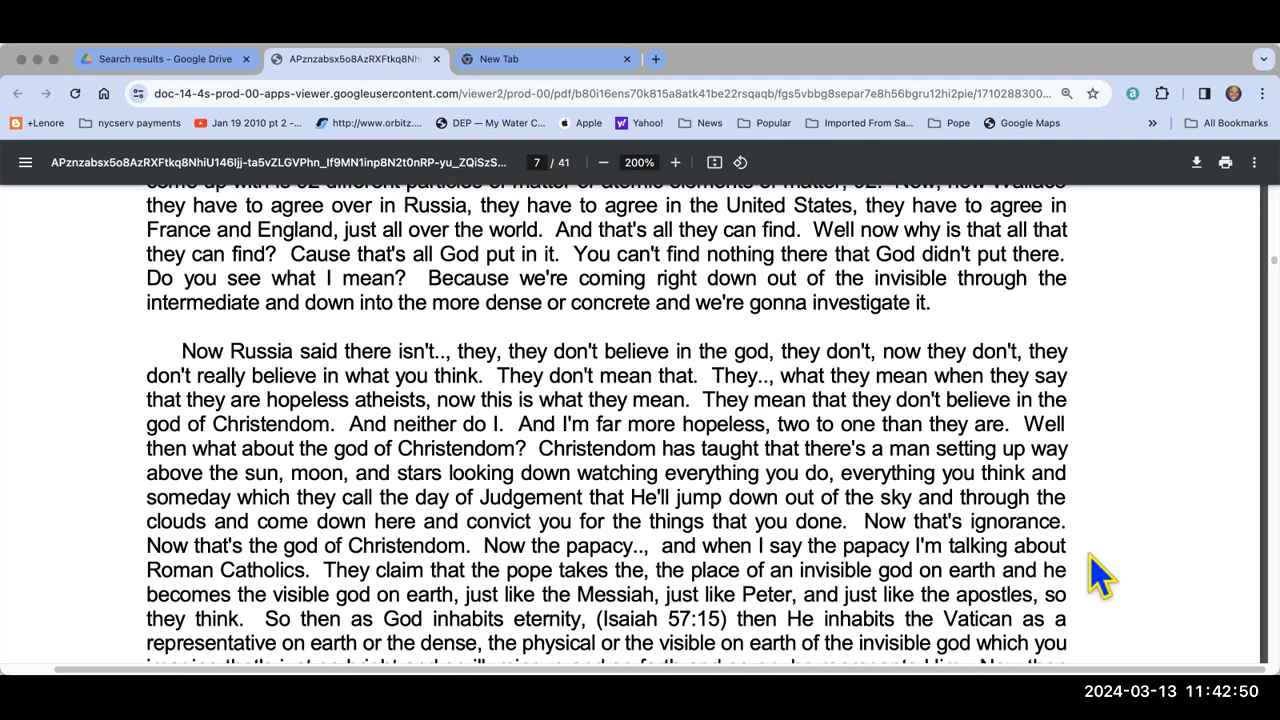 Search results - Google Drive
APznzabsx5o8AzRXFtkq8Nh
New Tab
doc-14-4s-prod-00-apps-viewer.googleusercontent.com/viewer2/prod-00/pdf/b80i16ens70k815a8atk41be22rsqaqb/fgs5vbbg8separ7e8h56bgru12hi2pie/1710288300...
+Lenore
nycserv payments
Jan 19 2010 pt 2 –...
http://www.orbitz....
DEP — My Water C...
Apple
Yahoo!
News
Popular
Imported From Sa...
Pope
Google Maps
All Bookmarks
7 / 41
200%
they have to agree over in Russia, they have to agree in the United States, they have to agree in
France and England, just all over the world. And that's all they can find. Well now why is that all that
they can find? Cause that's all God put in it. You can't find nothing there that God didn't put there.
Do you see what I mean? Because we're coming right down out of the invisible through the
intermediate and down into the more dense or concrete and we're gonna investigate it.
Now Russia said there isn't.., they, they don't believe in the god, they don't, now they don't, they
don't really believe in what you think. They don't mean that. They.., what they mean when they say
that they are hopeless atheists, now this is what they mean. They mean that they don't believe in the
god of Christendom. And neither do I. And I'm far more hopeless, two to one than they are. Well
then what about the god of Christendom? Christendom has taught that there's a man setting up way
above the sun, moon, and stars looking down watching everything you do, everything you think and
someday which they call the day of Judgement that He'll jump down out of the sky and through the
clouds and come down here and convict you for the things that you done. Now that's ignorance.
Now that's the god of Christendom. Now the papacy.., and when I say the papacy I'm talking about
Roman Catholics. They claim that the pope takes the, the place of an invisible god on earth and he
becomes the visible god on earth, just like the Messiah, just like Peter, and just like the apostles, so
they think. So then as God inhabits eternity, (Isaiah 57:15) then He inhabits the Vatican as a
representative on earth or the dense, the physical or the visible on earth of the invisible god which you
2024-03-13 11:42:50